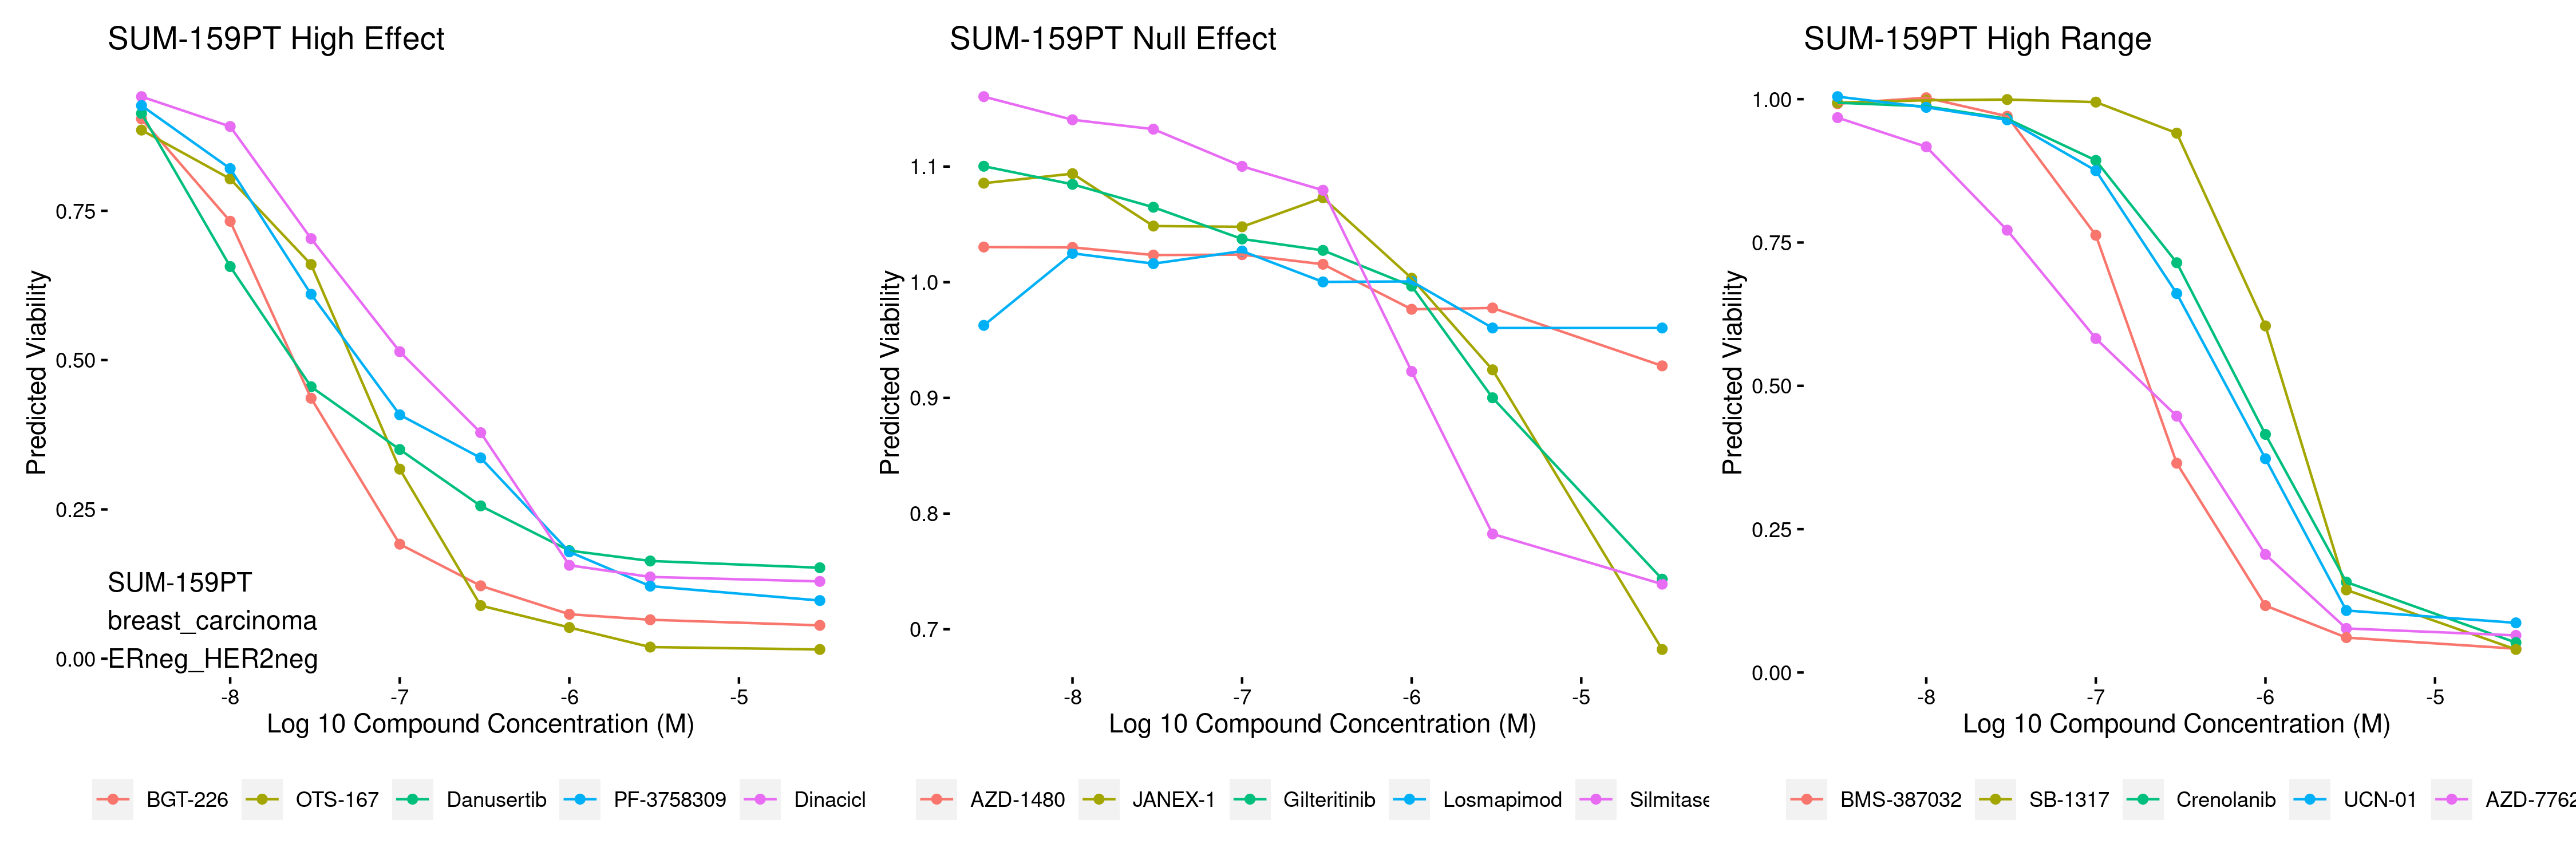 SUM-159PT High Effect
Predicted Viability
0.75
0.50
0.25
0.00
SUM-159PT
breast_carcinoma
ERneg_HER2neg
-8 -7 -6 -5
Log 10 Compound Concentration (M)
BGT-226 OTS-167 Danusertib PF-3758309 Dinacicl
SUM-159PT Null Effect
Predicted Viability
1.1
1.0
0.9
0.8
0.7
-8 -7 -6 -5
Log 10 Compound Concentration (M)
AZD-1480 JANEX-1 Gilteritinib Losmapimod Silmitase
SUM-159PT High Range
Predicted Viability
1.00
0.75
0.50
0.25
0.00
-8 -7 -6 -5
Log 10 Compound Concentration (M)
BMS-387032 SB-1317 Crenolanib UCN-01 AZD-7762